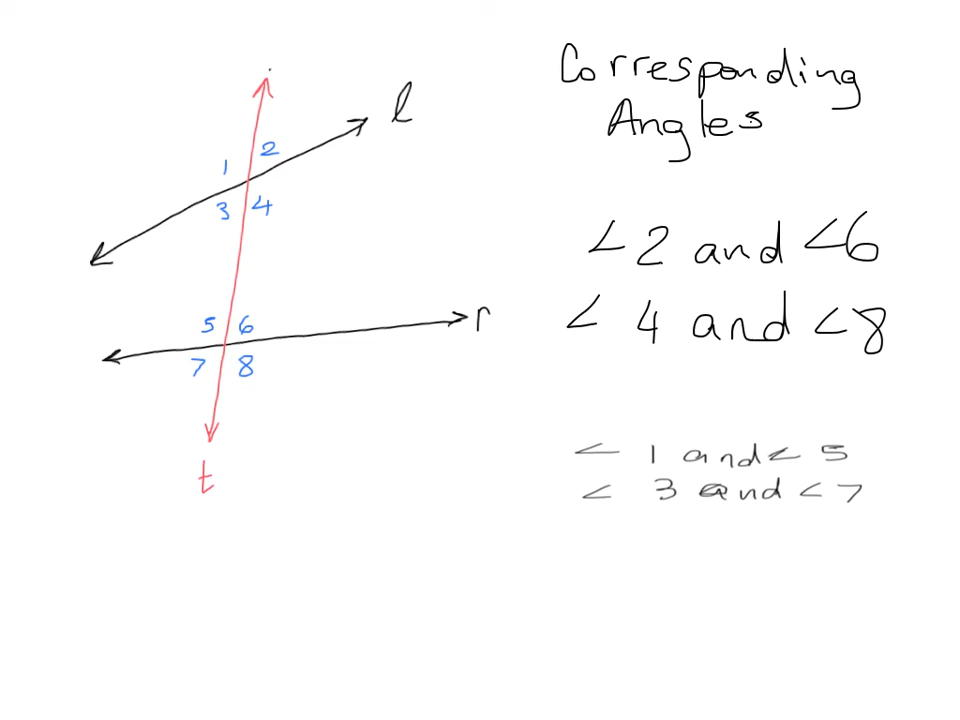 Corresponding
Angles
l
1 2
3 4
<2 and <6
<4 and <8
5 6
r
7 8
<1 and <5
<3 and <7
t